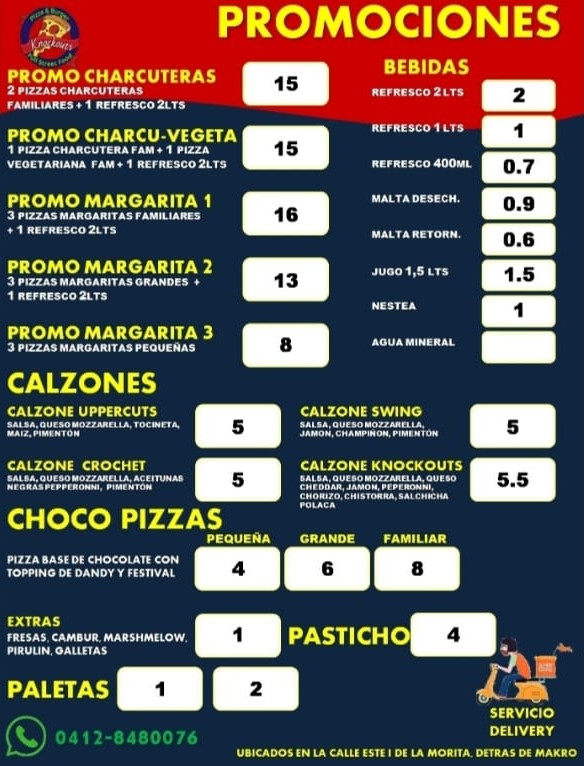 Pizza & Burger
Knockouts
PROMOCIONES
PROMO CHARCUTERAS
2 PIZZAS CHARCUTERAS
FAMILIARES + 1 REFRESCO 2LTS
15
PROMO CHARCU-VEGETA
1 PIZZA CHARCUTERA FAM + 1 PIZZA
VEGETARIANA FAM + 1 REFRESCO 2LTS
15
PROMO MARGARITA 1
3 PIZZAS MARGARITAS FAMILIARES
+ 1 REFRESCO 2LTS
16
PROMO MARGARITA 2
3 PIZZAS MARGARITAS GRANDES +
1 REFRESCO 2LTS
13
PROMO MARGARITA 3
3 PIZZAS MARGARITAS PEQUEÑAS
8
BEBIDAS
REFRESCO 2 LTS 2
REFRESCO 1 LTS 1
REFRESCO 400ML 0.7
MALTA DESECH. 0.9
MALTA RETORN. 0.6
JUGO 1,5 LTS 1.5
NESTEA 1
AGUA MINERAL
CALZONES
CALZONE UPPERCUTS
SALSA, QUESO MOZZARELLA, TOCINETA,
MAIZ, PIMENTÓN
5
CALZONE SWING
SALSA, QUESO MOZZARELLA,
JAMON, CHAMPIÑON, PIMENTÓN
5
CALZONE CROCHET
SALSA, QUESO MOZZARELLA, ACEITUNAS
NEGRAS PEPPERONNI, PIMENTÓN
5
CALZONE KNOCKOUTS
SALSA, QUESO MOZZARELLA, QUESO
CHEDDAR, JAMON, PEPERONNI,
CHORIZO, CHISTORRA, SALCHICHA
POLACA
5.5
CHOCO PIZZAS
PEQUEÑA GRANDE FAMILIAR
PIZZA BASE DE CHOCOLATE CON
TOPPING DE DANDY Y FESTIVAL
4 6 8
EXTRAS
FRESAS, CAMBUR, MARSHMELOW,
PIRULIN, GALLETAS
1
PASTICHO 4
PALETAS 1 2
SERVICIO
DELIVERY
0412-8480076
UBICADOS EN LA CALLE ESTE I DE LA MORITA, DETRAS DE MAKRO